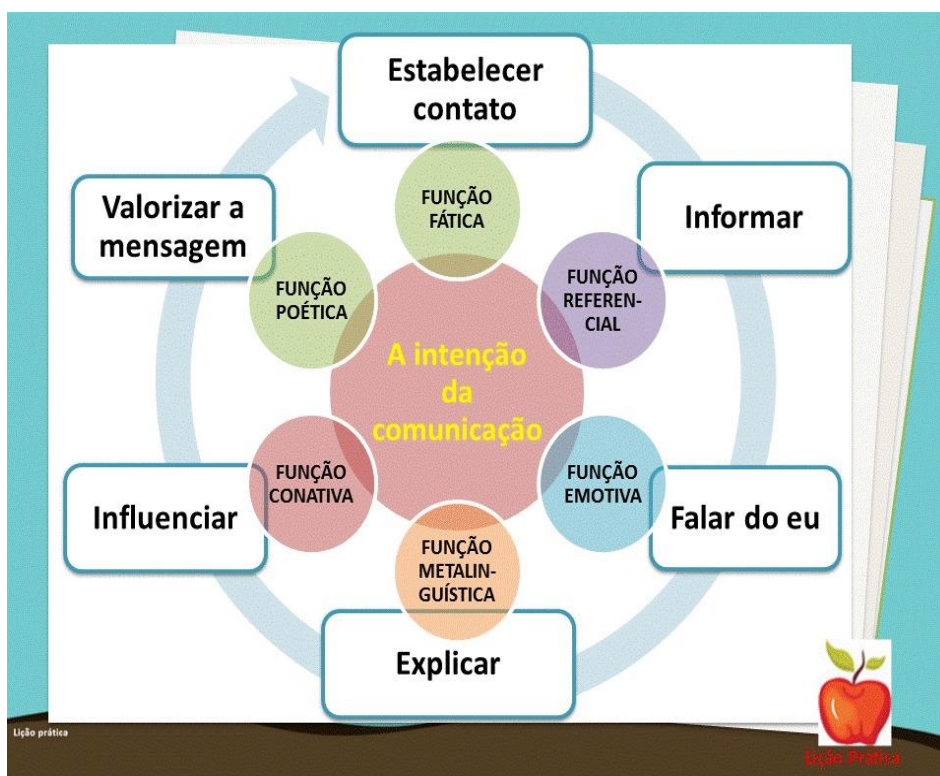 Estabelecer
contato
FUNÇÃO
FÁTICA
Informar
FUNÇÃO
REFEREN-
CIAL
Falar do eu
FUNÇÃO
EMOTIVA
Explicar
FUNÇÃO
METALIN-
GUÍSTICA
Influenciar
FUNÇÃO
CONATIVA
Valorizar a
mensagem
FUNÇÃO
POÉTICA
A intenção
da
comunicação
Lição prática
Lição Prática